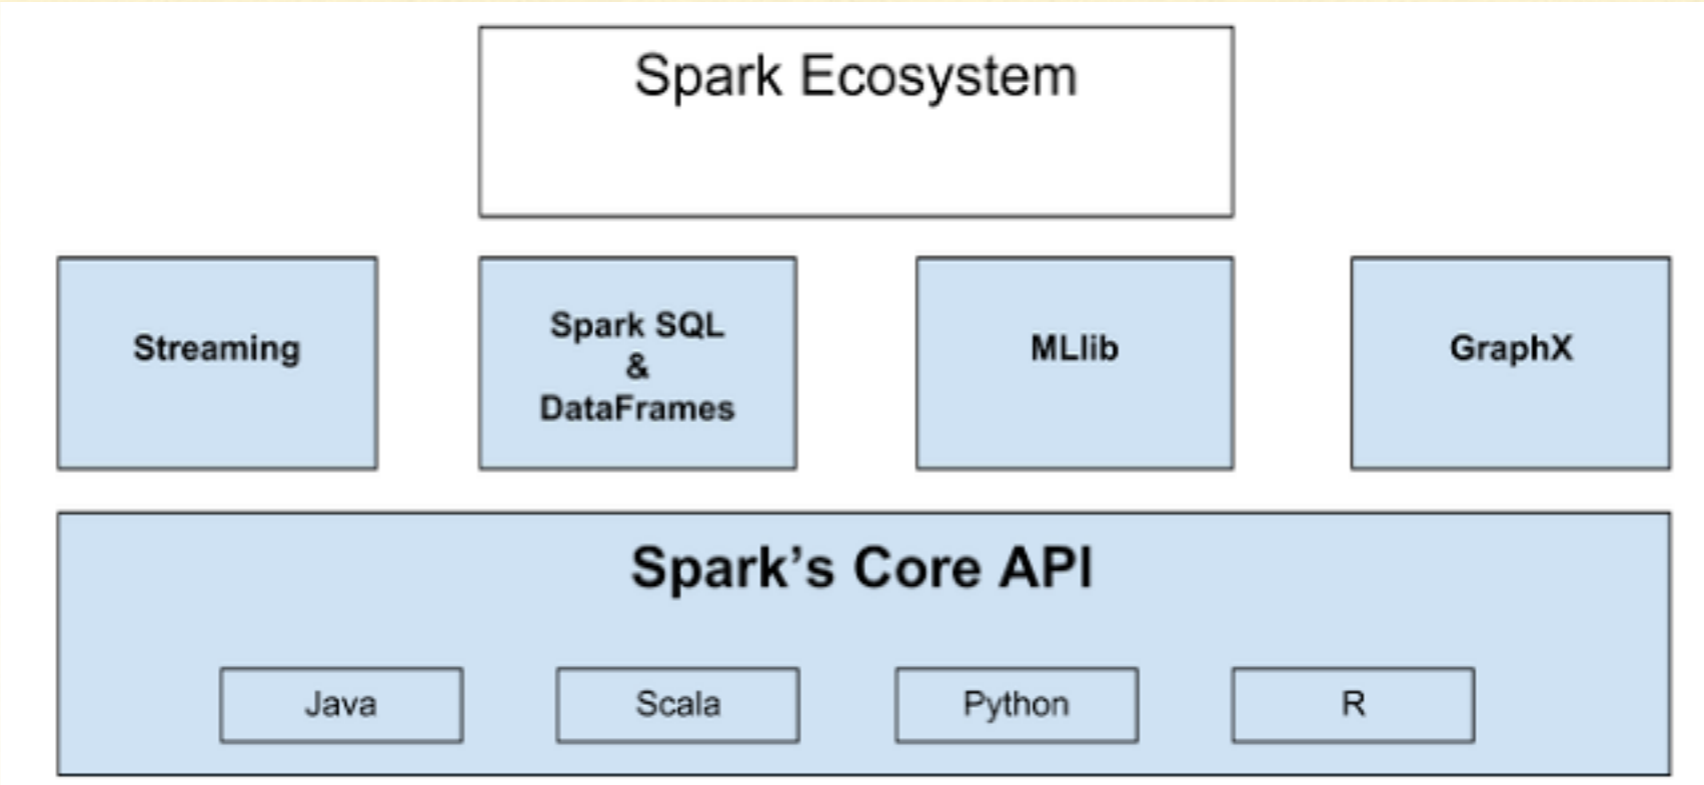 Spark Ecosystem
Streaming
Spark SQL
&
DataFrames
MLlib
GraphX
Spark’s Core API
Java
Scala
Python
R